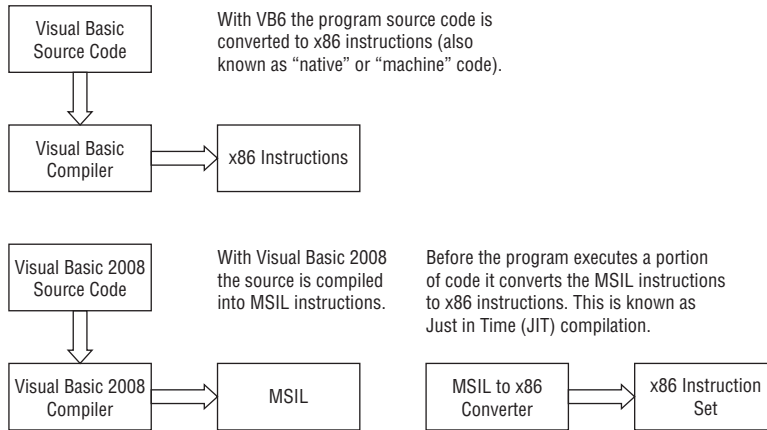 Visual Basic
Source Code
With VB6 the program source code is
converted to x86 instructions (also
known as “native” or “machine” code).
Visual Basic
Compiler
x86 Instructions
Visual Basic 2008
Source Code
With Visual Basic 2008
the source is compiled
into MSIL instructions.
Before the program executes a portion
of code it converts the MSIL instructions
to x86 instructions. This is known as
Just in Time (JIT) compilation.
Visual Basic 2008
Compiler
MSIL
MSIL to x86
Converter
x86 Instruction
Set